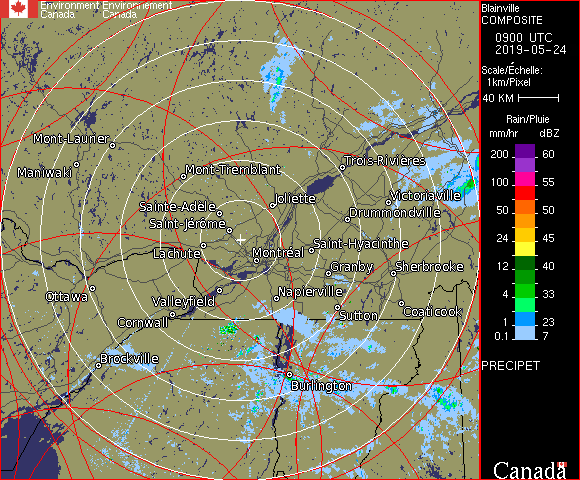 Environment Environnement
Canada Canada
Blainville
COMPOSITE
0900 UTC
2019-05-24
Scale/Échelle:
1km/Pixel
40 KM
Rain/Pluie
mm/hr dBZ
200 60
100 55
50 50
24 45
12 40
4 33
1 23
0.1 7
PRECIPET
Canada
Mont-Laurier
Maniwaki
Mont-Tremblant
Trois-Rivières
Sainte-Adele
Joliette
Victoriaville
Saint-Jérôme
Drummondville
Lachute
Montréal
Saint-Hyacinthe
Granby
Sherbrooke
Ottawa
Valleyfield
Napierville
Cornwall
Sutton
Coaticook
Brockville
Burlington